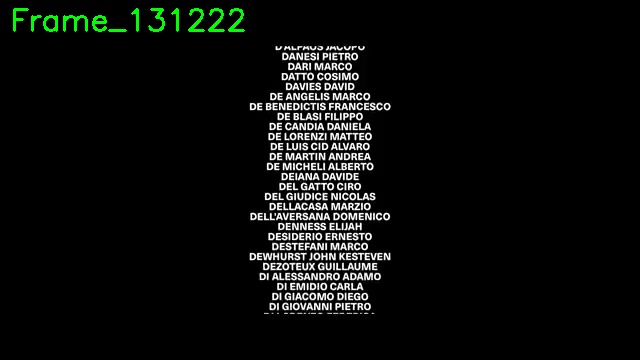 Frame_131222
D'ALPAOS JACOPO
DANESI PIETRO
DARI MARCO
DATTO COSIMO
DAVIES DAVID
DE ANGELIS MARCO
DE BENEDICTIS FRANCESCO
DE BLASI FILIPPO
DE CANDIA DANIELA
DE LORENZI MATTEO
DE LUIS CID ALVARO
DE MARTIN ANDREA
DE MICHELI ALBERTO
DEIANA DAVIDE
DEL GATTO CIRO
DEL GIUDICE NICOLAS
DELLACASA MARZIO
DELL'AVERSANA DOMENICO
DENNESS ELIJAH
DESIDERIO ERNESTO
DESTEFANI MARCO
DEWHURST JOHN KESTEVEN
DEZOTEUX GUILLAUME
DI ALESSANDRO ADAMO
DI EMIDIO CARLA
DI GIACOMO DIEGO
DI GIOVANNI PIETRO